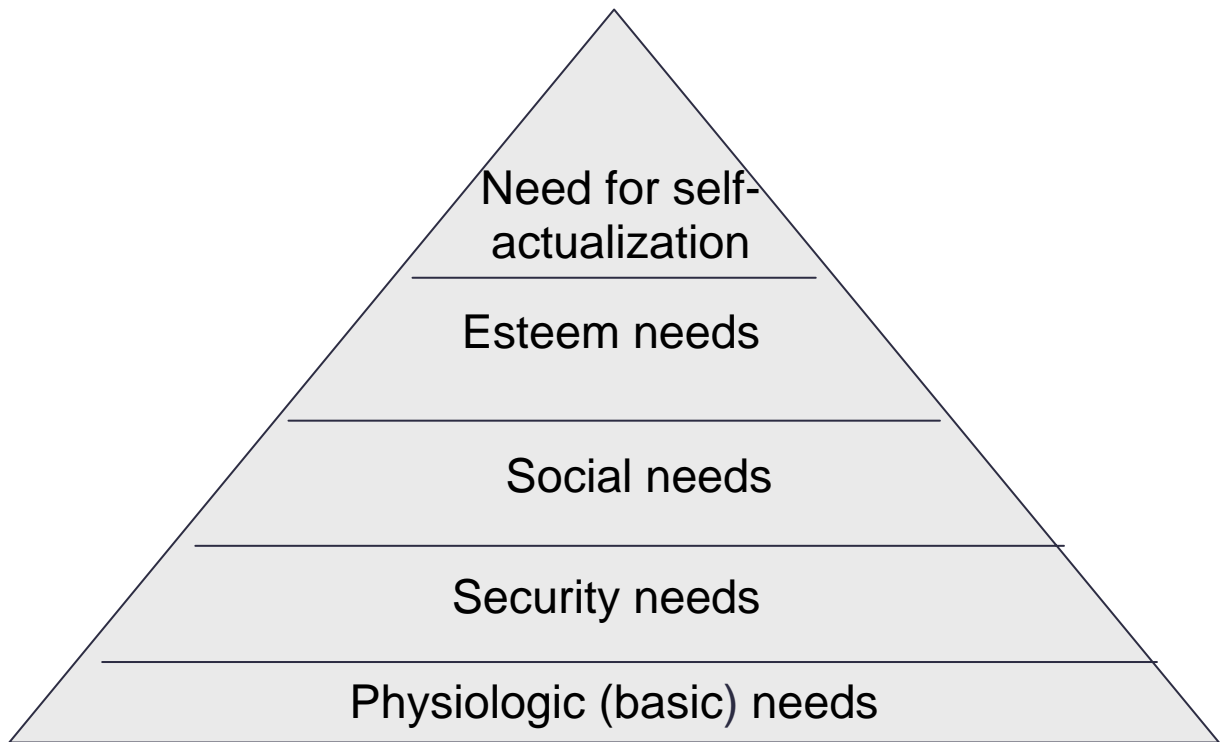 Need for self-
actualization
Esteem needs
Social needs
Security needs
Physiologic (basic) needs